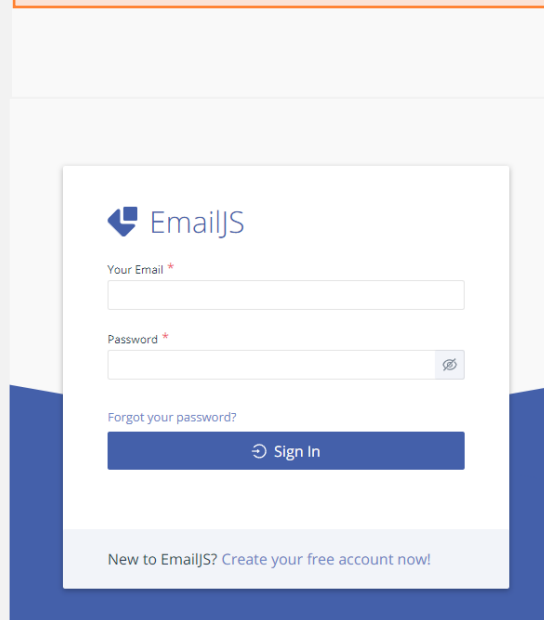 EmailJS
Your Email *
Password *
Forgot your password?
Sign In
New to EmailJS? Create your free account now!